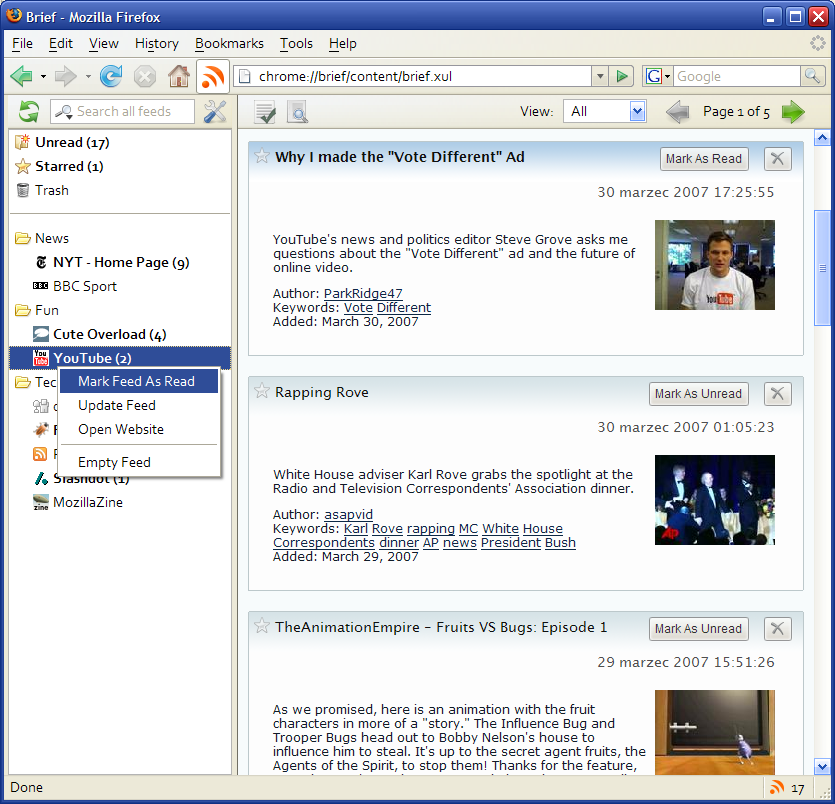 Brief - Mozilla Firefox
File Edit View History Bookmarks Tools Help
chrome://brief/content/brief.xul
G
Google
Search all feeds
View: All
Page 1 of 5
Unread (17)
Starred (1)
Trash
News
NYT - Home Page (9)
BBC Sport
Fun
Cute Overload (4)
YouTube (2)
Tec
Mark Feed As Read
Update Feed
Open Website
Empty Feed
Slashdot (1)
MozillaZine
Why I made the "Vote Different" Ad
Mark As Read
30 marzec 2007 17:25:55
YouTube's news and politics editor Steve Grove asks me
questions about the "Vote Different" ad and the future of
online video.
Author: ParkRidge47
Keywords: Vote Different
Added: March 30, 2007
You Tube
Rapping Rove
Mark As Unread
30 marzec 2007 01:05:23
White House adviser Karl Rove grabs the spotlight at the
Radio and Television Correspondents' Association dinner.
Author: asapvid
Keywords: Karl Rove rapping MC White House
Correspondents dinner AP news President Bush
Added: March 29, 2007
AP
TheAnimationEmpire - Fruits VS Bugs: Episode 1
Mark As Unread
29 marzec 2007 15:51:26
As we promised, here is an animation with the fruit
characters in more of a "story." The Influence Bug and
Trooper Bugs head out to Bobby Nelson's house to
influence him to steal. It's up to the secret agent fruits, the
Agents of the Spirit, to stop them! Thanks for the feature,
Done
17